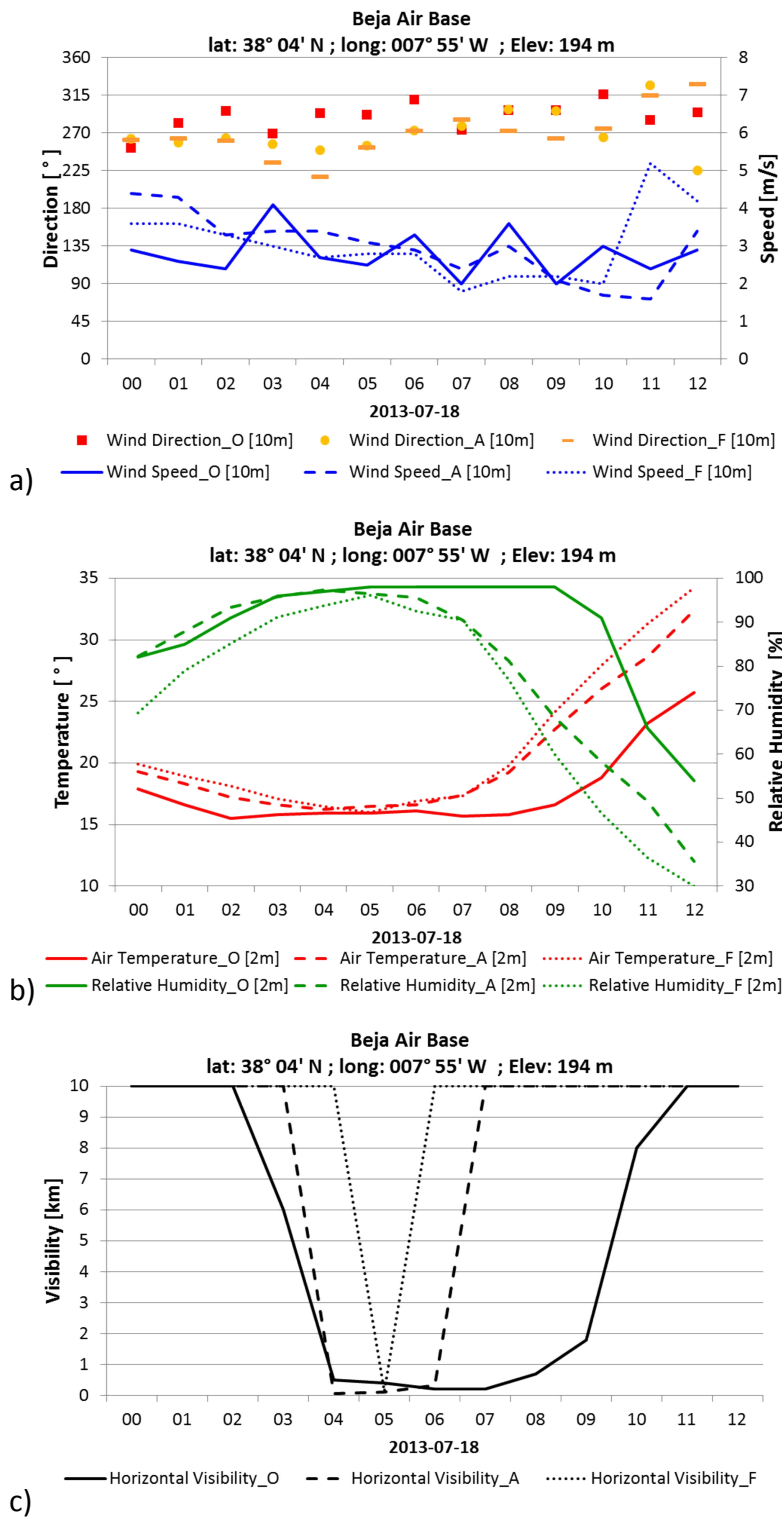 Beja Air Base
lat: 38° 04' N ; long: 007° 55' W ; Elev: 194 m
360
315
270
225
180
135
90
45
0
Direction [ ° ]
8
7
6
5
4
3
2
1
0
Speed [m/s]
00 01 02 03 04 05 06 07 08 09 10 11 12
2013-07-18
Wind Direction_O [10m] Wind Direction_A [10m] Wind Direction_F [10m]
Wind Speed_O [10m] Wind Speed_A [10m] Wind Speed_F [10m]
a)
Beja Air Base
lat: 38° 04' N ; long: 007° 55' W ; Elev: 194 m
35
30
25
20
15
10
Temperature [ ° ]
100
90
80
70
60
50
40
30
Relative Humidity [%]
00 01 02 03 04 05 06 07 08 09 10 11 12
2013-07-18
Air Temperature_O [2m] Air Temperature_A [2m] Air Temperature_F [2m]
Relative Humidity_O [2m] Relative Humidity_A [2m] Relative Humidity_F [2m]
b)
Beja Air Base
lat: 38° 04' N ; long: 007° 55' W ; Elev: 194 m
10
9
8
7
6
5
4
3
2
1
0
Visibility [km]
00 01 02 03 04 05 06 07 08 09 10 11 12
2013-07-18
Horizontal Visibility_O Horizontal Visibility_A Horizontal Visibility_F
c)